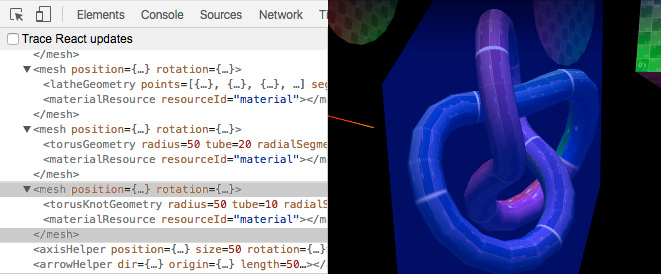 Elements Console Sources Network
Trace React updates
</mesh>
▼<mesh position={…} rotation={…}>
<latheGeometry points=[{…}, {…}, {…}, …] seg
<materialResource resourceId="material"></m
</mesh>
▼<mesh position={…} rotation={…}>
<torusGeometry radius=50 tube=20 radialSegme
<materialResource resourceId="material"></m
</mesh>
▼<mesh position={…} rotation={…}>
<torusKnotGeometry radius=50 tube=10 radialS
<materialResource resourceId="material"></m
</mesh>
<axisHelper position={…} size=50 rotation={…}
<arrowHelper dir={…} origin={…} length=50…></